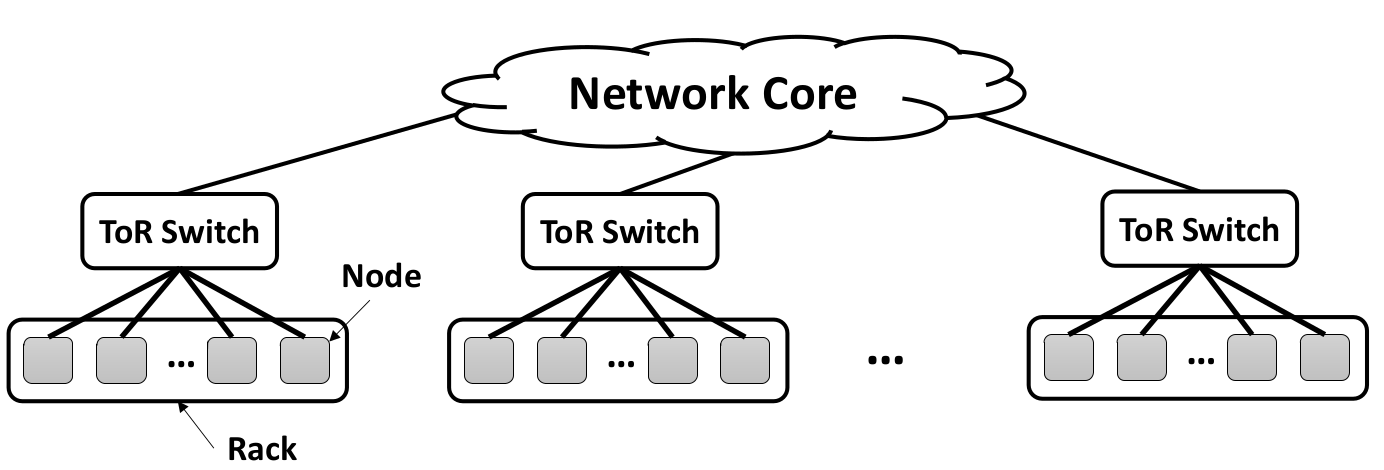 Network Core
ToR Switch
ToR Switch
ToR Switch
Node
...
...
...
...
Rack